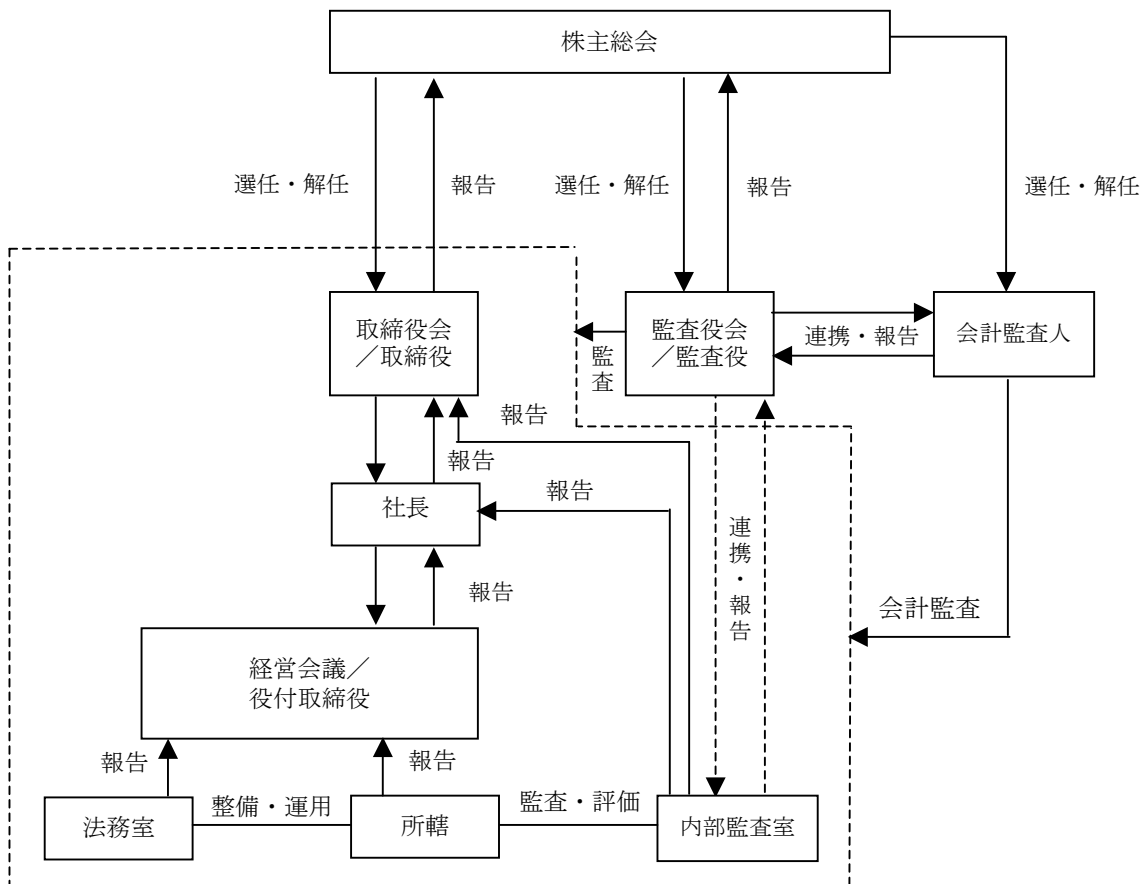 株主総会
選任・解任
報告
選任・解任
報告
選任・解任
取締役会
／取締役
監査
監査役会
／監査役
連携・報告
会計監査人
報告
報告
社長
報告
連携・報告
報告
会計監査
経営会議／
役付取締役
報告
報告
法務室
整備・運用
所轄
監査・評価
内部監査室